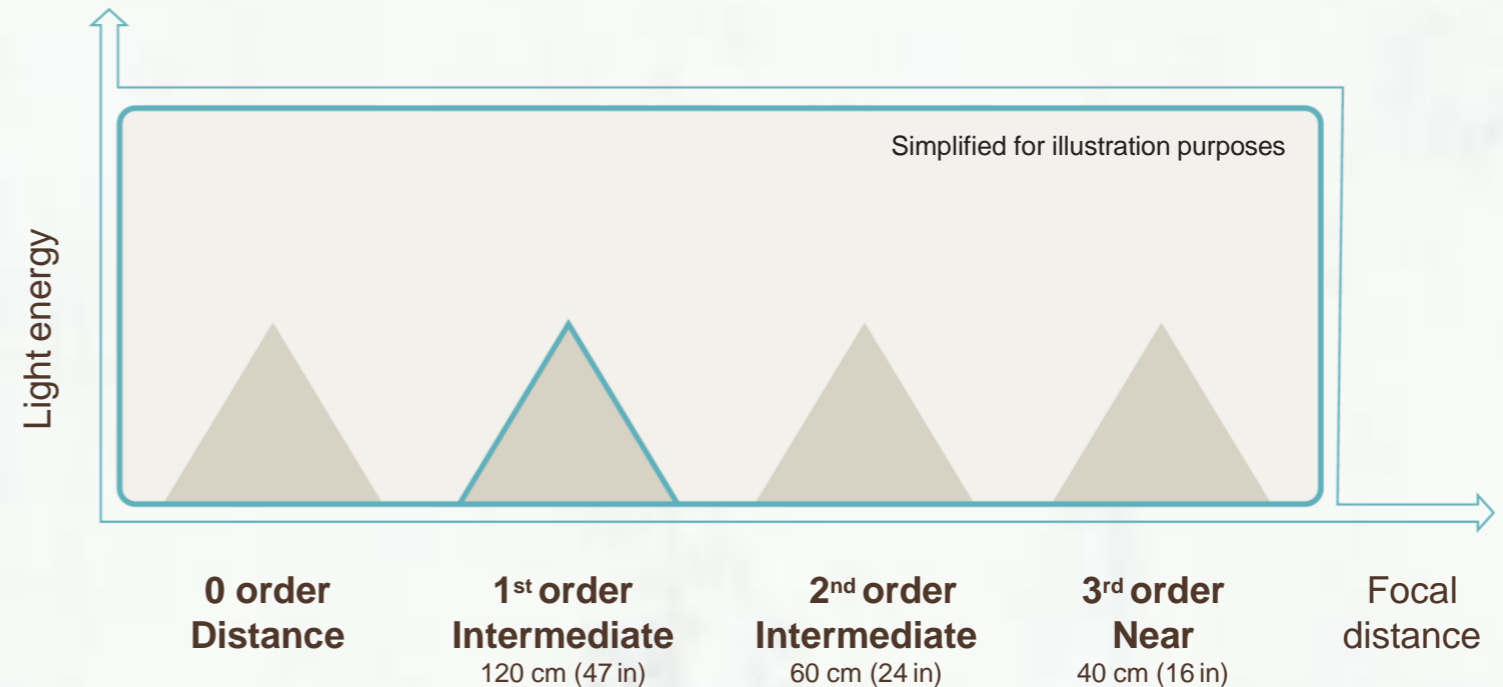 Simplified for illustration purposes
Light energy
0 order
Distance
1st order
Intermediate
120 cm (47 in)
2nd order
Intermediate
60 cm (24 in)
3rd order
Near
40 cm (16 in)
Focal
distance